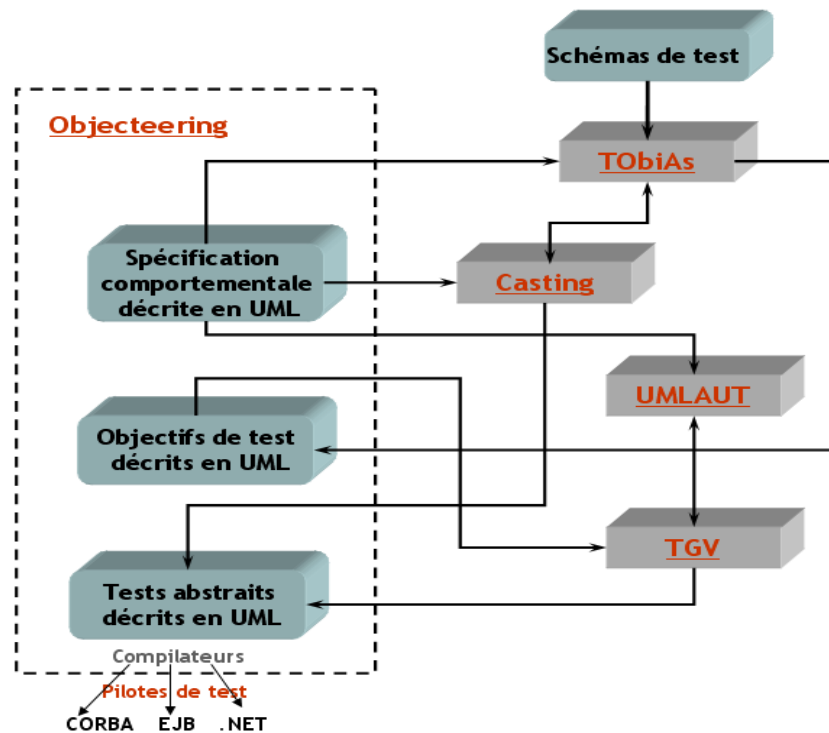 Schémas de test
Objecteering
TObiAs
Spécification
comportementale
décrite en UML
Casting
UMLAUT
Objectifs de test
décrits en UML
TGV
Tests abstraits
décrits en UML
Compilateurs
Pilotes de test
CORBA EJB .NET